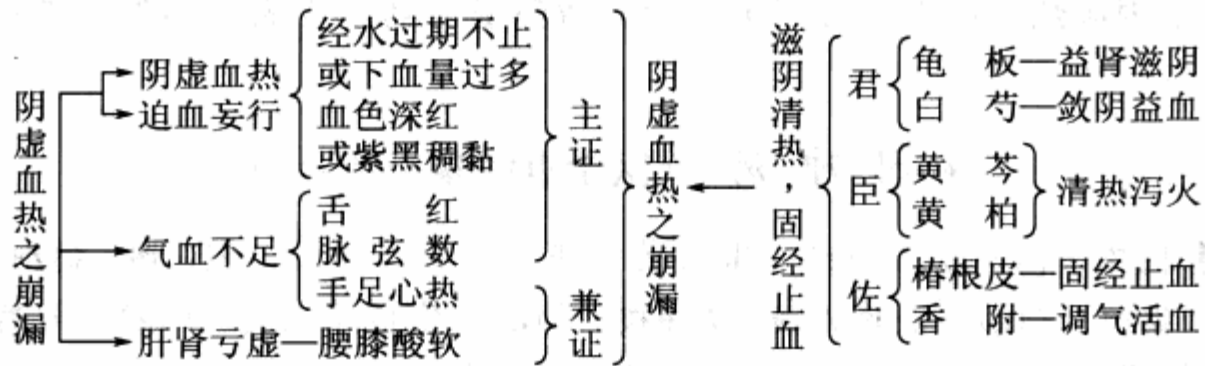 阴虚血热之崩漏
阴虚血热
迫血妄行
经水过期不止
或下血量过多
血色深红
或紫黑稠黏
气血不足
舌 红
脉 弦 数
手足心热
肝肾亏虚—腰膝酸软
主证
兼证
阴虚血热之崩漏
滋阴清热，固经止血
君
龟 板—益肾滋阴
白 芍—敛阴益血
臣
黄 芩
黄 柏
清热泻火
佐
椿根皮—固经止血
香 附—调气活血